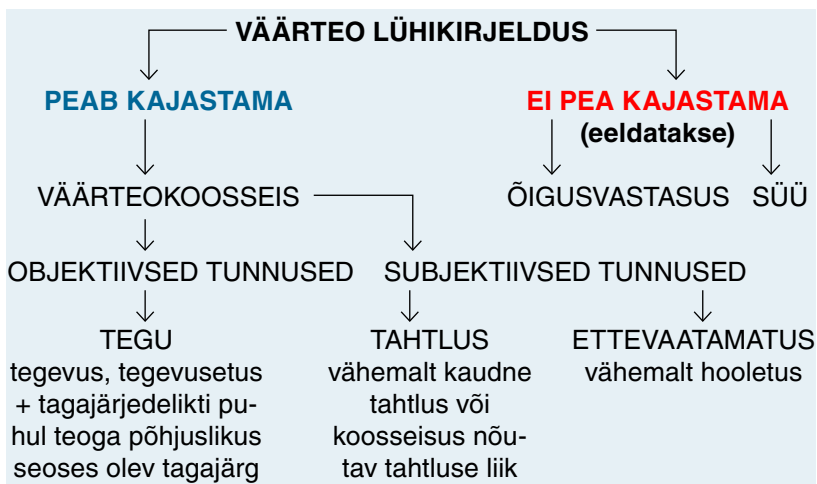 VÄÄRTEO LÜHIKIRJELDUS
PEAB KAJASTAMA
EI PEA KAJASTAMA
(eeldatakse)
VÄÄRTEOKOOSSEIS
ÕIGUSVASTASUS
SÜÜ
OBJEKTIIVSED TUNNUSED
SUBJEKTIIVSED TUNNUSED
TEGU
tegevus, tegevusetus
+ tagajärjedelikti pu-
hul teoga põhjuslikus
seoses olev tagajärg
TAHTLUS
vähemalt kaudne
tahtlus või
koosseisus nõu-
tav tahtluse liik
ETTEVAATAMATUS
vähemalt hooletus